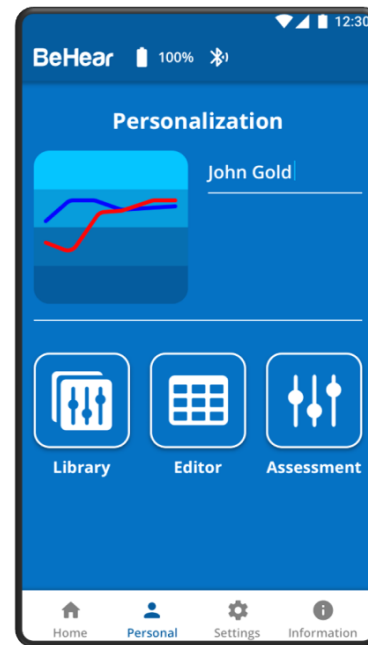 12:30
BeHear 100%
Personalization
John Gold
Library Editor Assessment
Home Personal Settings Information